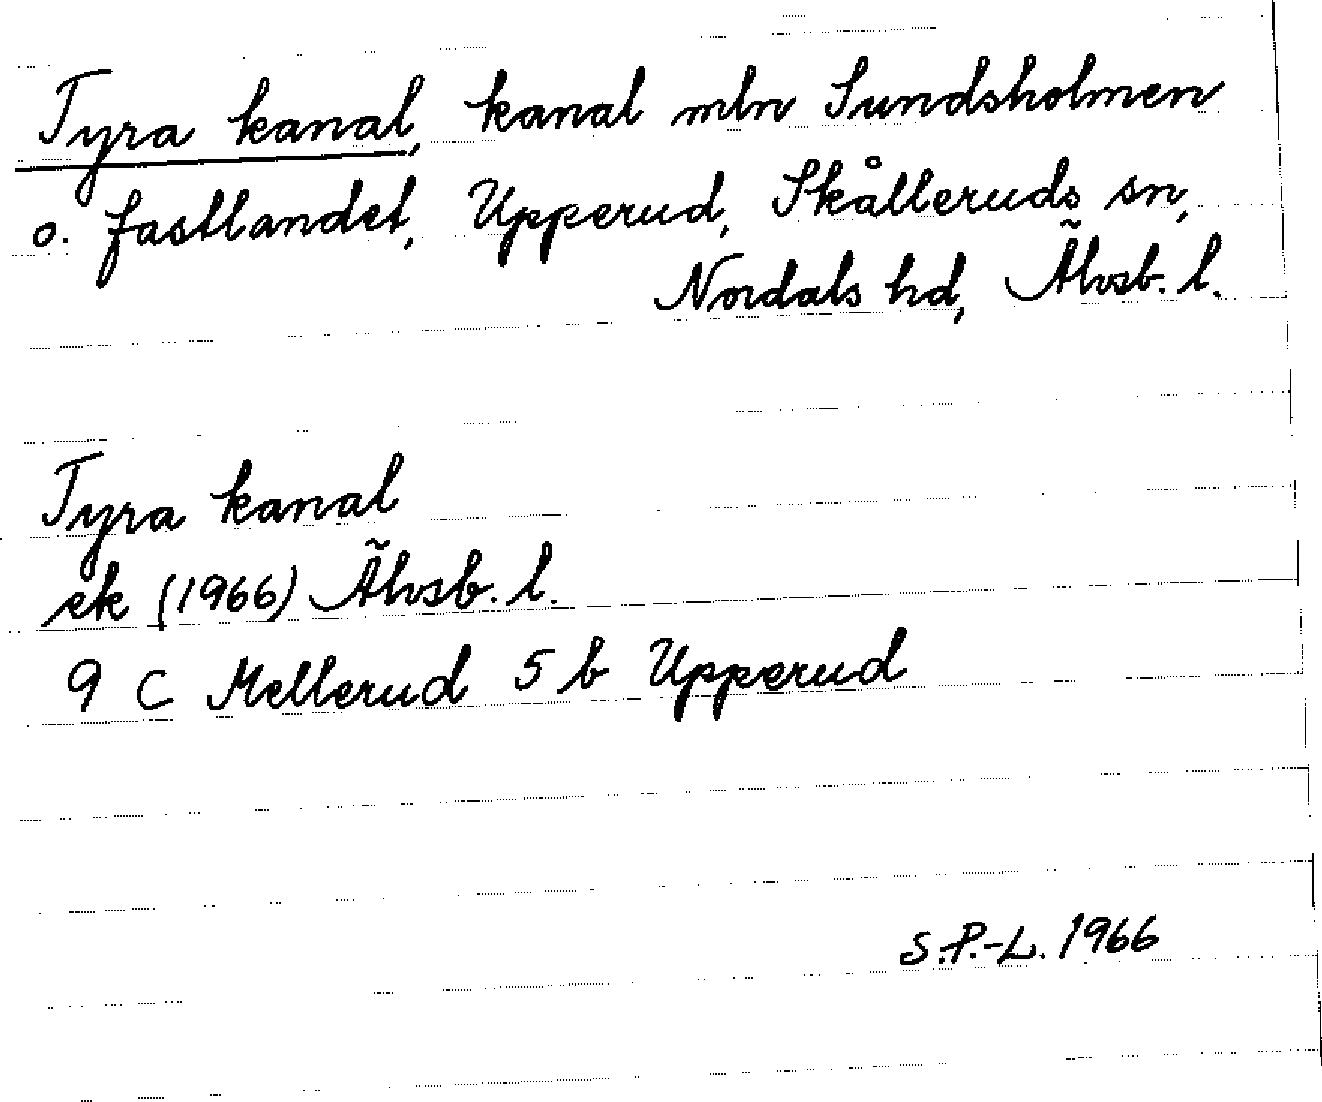 Tyra kanal, kanal mln Sundsholmen
o. fastlandet, Upperud, Skålleruds sn,
Nordals hd, Älvsb. l.
Tyra kanal
ek (1966) Älvsb. l.
9 C Mellerud 5 b Upperud
S.P.-L. 1966